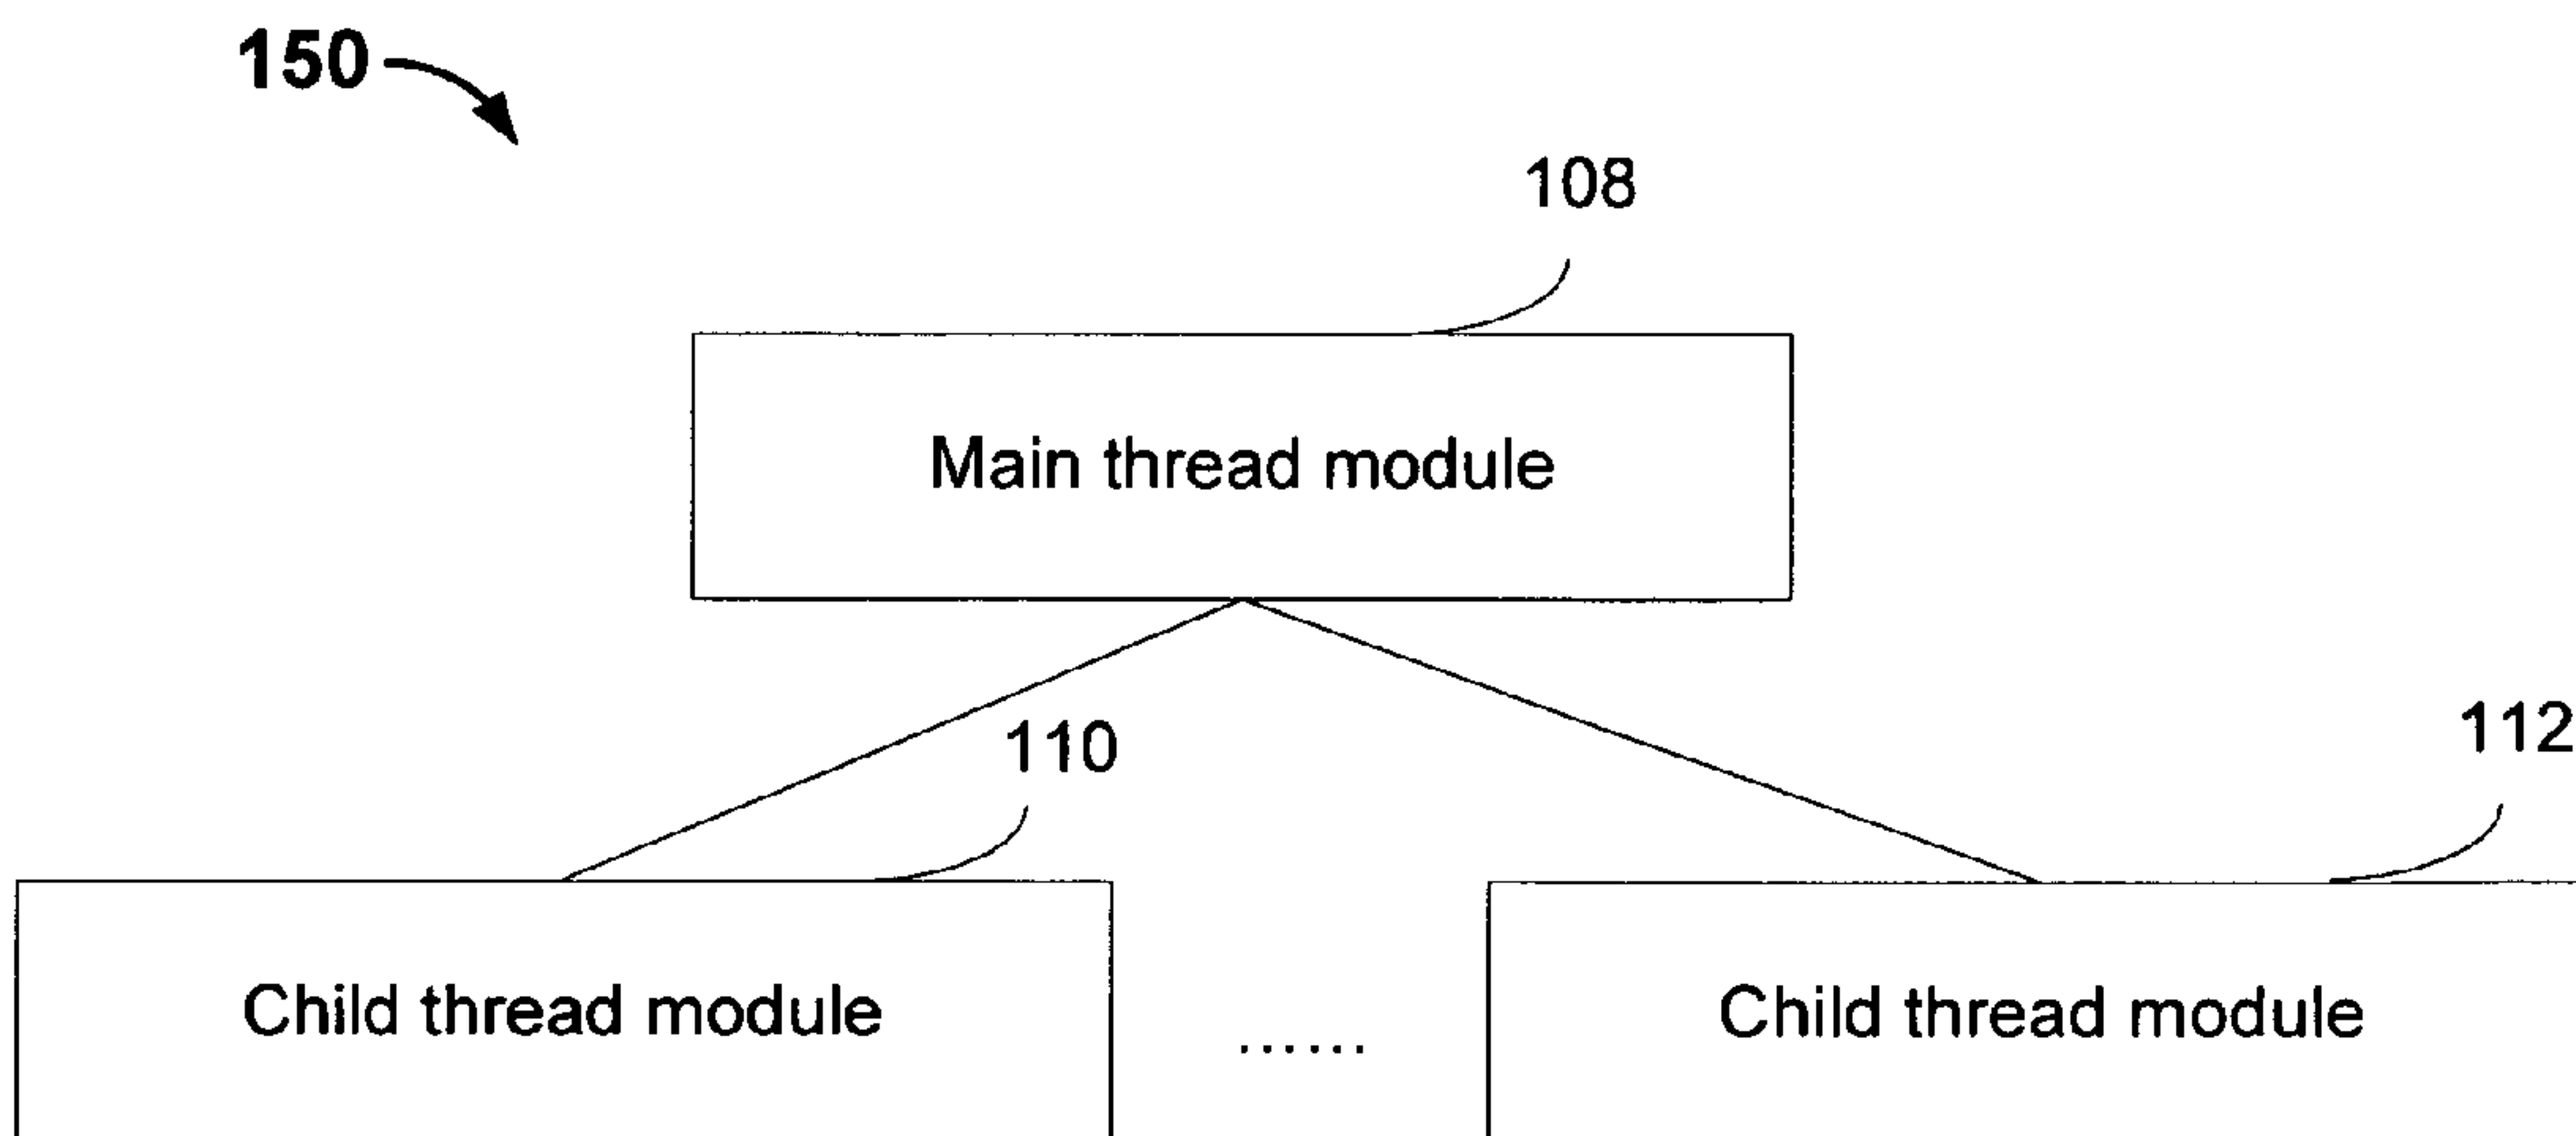 150
108
Main thread module
110
112
Child thread module
......
Child thread module